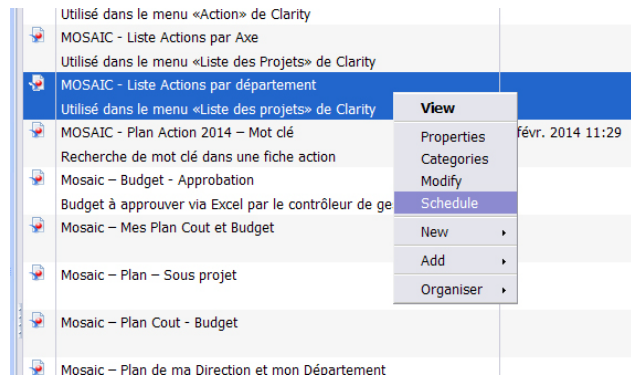 Utilisé dans le menu «Action» de Clarity
MOSAIC - Liste Actions par Axe
Utilisé dans le menu «Liste des Projets» de Clarity
MOSAIC - Liste Actions par département
Utilisé dans le menu «Liste des projets» de Clarity
MOSAIC - Plan Action 2014 – Mot clé
févr. 2014 11:29
Recherche de mot clé dans une fiche action
Mosaic – Budget - Approbation
Budget à approuver via Excel par le contrôleur de ge
Mosaic – Mes Plan Cout et Budget
Mosaic – Plan – Sous projet
Mosaic – Plan Cout - Budget
Mosaic – Plan de ma Direction et mon Département
View
Properties
Categories
Modify
Schedule
New
Add
Organiser